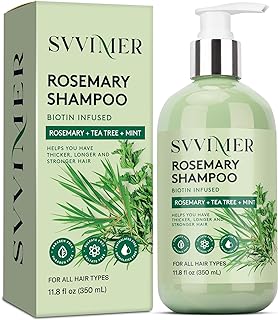 SVVIMER
ROSEMARY
SHAMPOO
BIOTIN INFUSED
ROSEMARY + TEA TREE + MINT
HELPS YOU HAVE
THICKER, LONGER AND
STRONGER HAIR
FOR ALL HAIR TYPES
11.8 fl oz (350 mL)
SVVIMER
ROSEMARY
SHAMPOO
BIOTIN INFUSED
ROSEMARY + TEA TREE + MINT
HELPS YOU HAVE
THICKER, LONGER AND
STRONGER HAIR
FOR ALL HAIR TYPES
11.8 fl oz (350 mL)